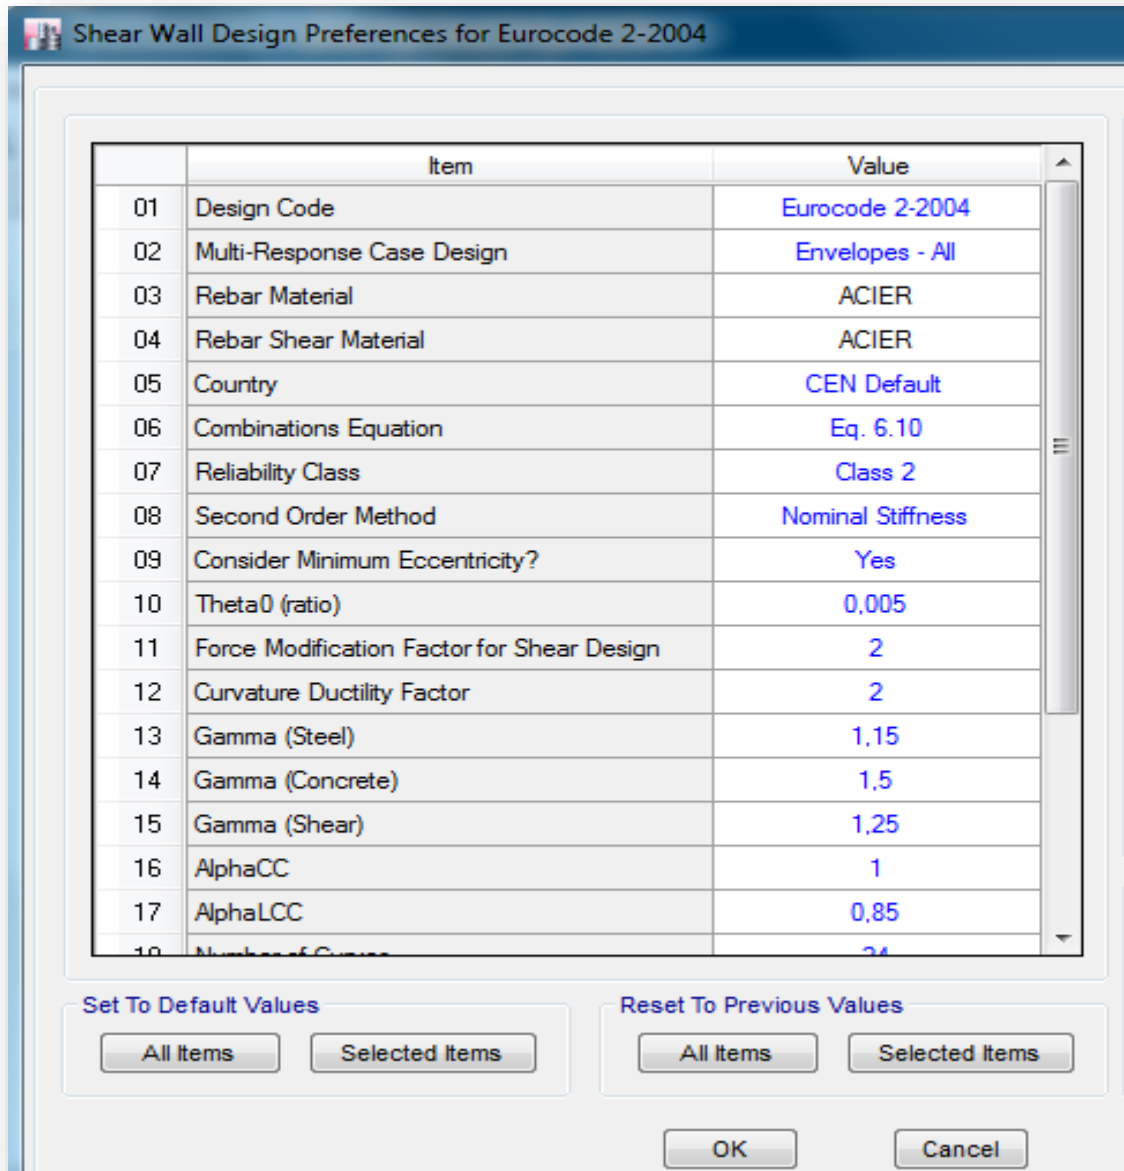 Shear Wall Design Preferences for Eurocode 2-2004
Item Value
01 Design Code Eurocode 2-2004
02 Multi-Response Case Design Envelopes - All
03 Rebar Material ACIER
04 Rebar Shear Material ACIER
05 Country CEN Default
06 Combinations Equation Eq. 6.10
07 Reliability Class Class 2
08 Second Order Method Nominal Stiffness
09 Consider Minimum Eccentricity? Yes
10 Theta0 (ratio) 0,005
11 Force Modification Factor for Shear Design 2
12 Curvature Ductility Factor 2
13 Gamma (Steel) 1,15
14 Gamma (Concrete) 1,5
15 Gamma (Shear) 1,25
16 AlphaCC 1
17 AlphaLCC 0,85
Number of Curves 24
Set To Default Values Reset To Previous Values
All Items Selected Items All Items Selected Items
OK Cancel